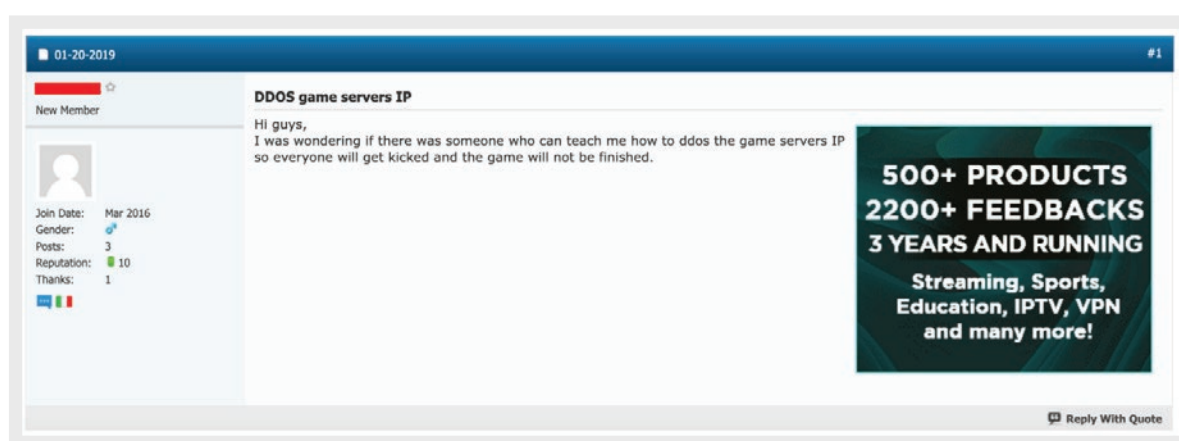 01-20-2019
#1
New Member
DDOS game servers IP
Hi guys,
I was wondering if there was someone who can teach me how to ddos the game servers IP
so everyone will get kicked and the game will not be finished.
Join Date: Mar 2016
Gender:
Posts: 3
Reputation: 10
Thanks: 1
500+ PRODUCTS
2200+ FEEDBACKS
3 YEARS AND RUNNING
Streaming, Sports,
Education, IPTV, VPN
and many more!
Reply With Quote